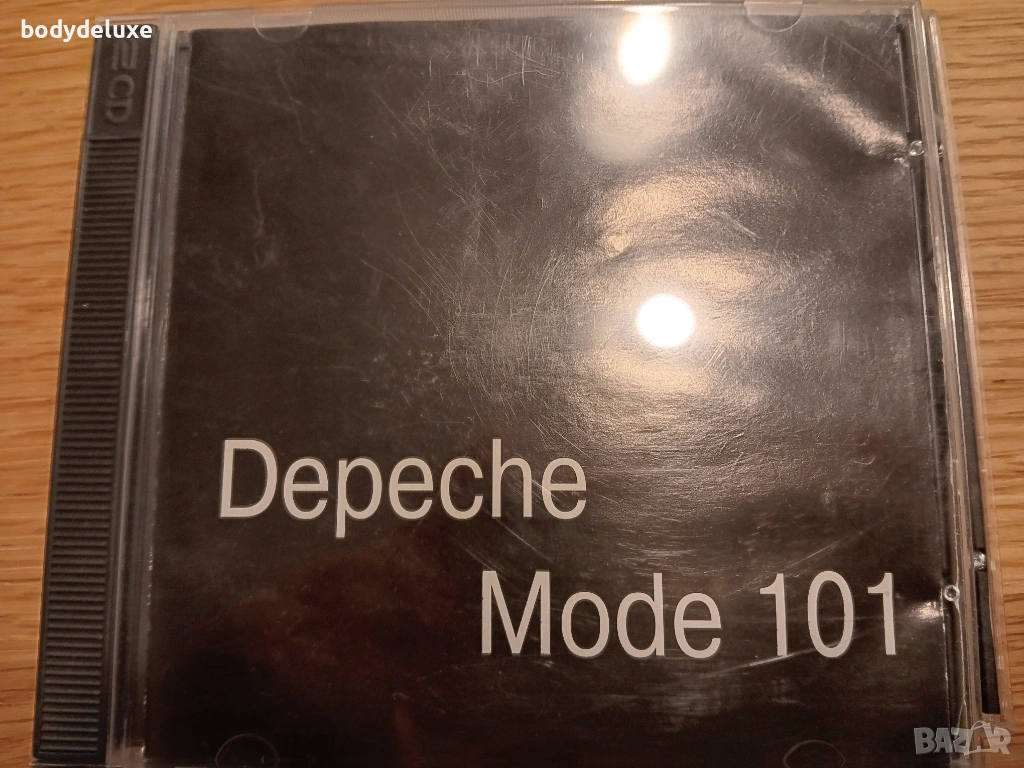 bodydeluxe
2CD
Depeche
Mode 101
BAZAR